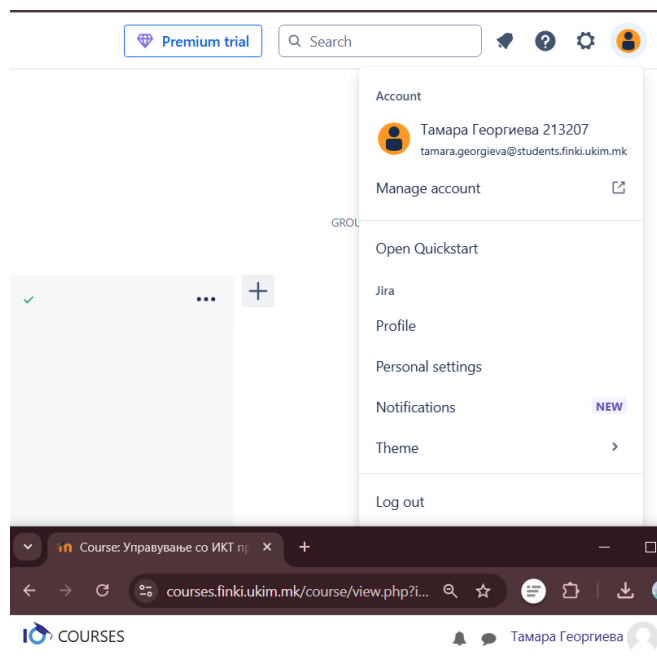 Premium trial
Search
Account
Тамара Георгиева 213207
tamara.georgieva@students.finki.ukim.mk
Manage account
GROU
Open Quickstart
Jira
Profile
Personal settings
Notifications NEW
Theme
Log out
Course: Управување со ИКТ п
courses.finki.ukim.mk/course/view.php?i...
COURSES Тамара Георгиева